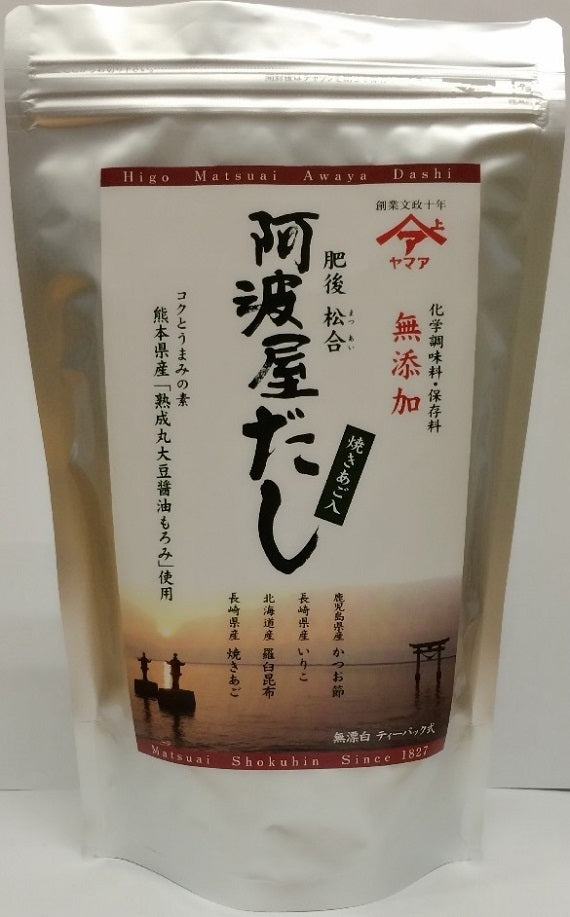 Higo Matsuai Awaya Dashi
創業文政十年
上
ア
ヤマア
化学調味料・保存料
無添加
肥後 松合
まつあい
阿波屋だし
焼きあご入
コクとうまみの素
熊本県産「熟成丸大豆醤油もろみ」使用
鹿児島県産 かつお節
長崎県産 いりこ
北海道産 羅臼昆布
長崎県産 焼きあご
無漂白 ティーパック式
Matsuai Shokuhin Since 1827